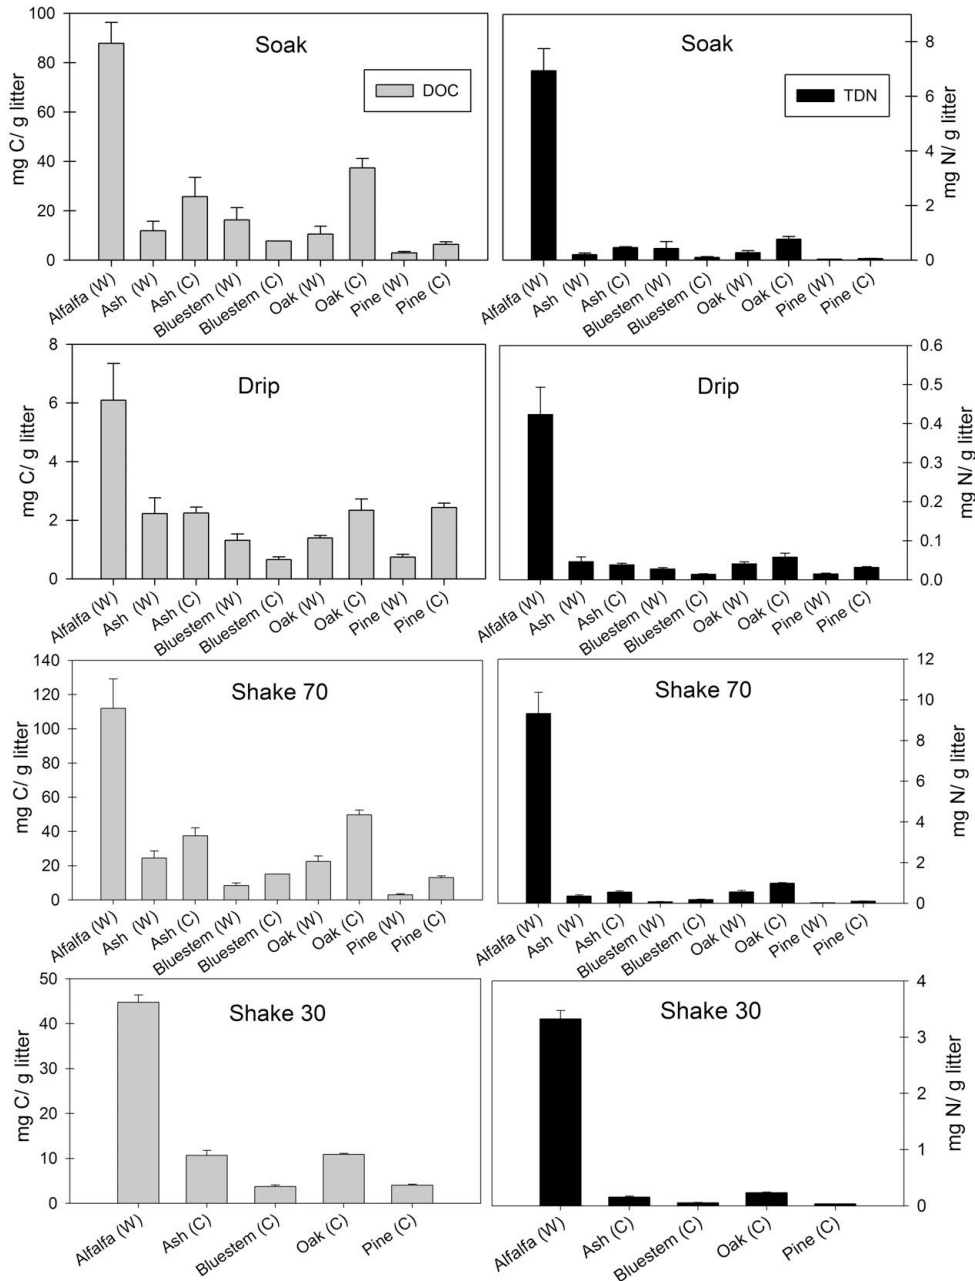 Soak
DOC
mg C/ g litter
100
80
60
40
20
0
Alfalfa (W)
Ash (W)
Ash (C)
Bluestem (W)
Bluestem (C)
Oak (W)
Oak (C)
Pine (W)
Pine (C)
Soak
TDN
mg N/ g litter
8
6
4
2
0
Alfalfa (W)
Ash (W)
Ash (C)
Bluestem (W)
Bluestem (C)
Oak (W)
Oak (C)
Pine (W)
Pine (C)
Drip
mg C/ g litter
8
6
4
2
0
Alfalfa (W)
Ash (W)
Ash (C)
Bluestem (W)
Bluestem (C)
Oak (W)
Oak (C)
Pine (W)
Pine (C)
Drip
mg N/ g litter
0.6
0.5
0.4
0.3
0.2
0.1
0.0
Alfalfa (W)
Ash (W)
Ash (C)
Bluestem (W)
Bluestem (C)
Oak (W)
Oak (C)
Pine (W)
Pine (C)
Shake 70
mg C/ g litter
140
120
100
80
60
40
20
0
Alfalfa (W)
Ash (W)
Ash (C)
Bluestem (W)
Bluestem (C)
Oak (W)
Oak (C)
Pine (W)
Pine (C)
Shake 70
mg N/ g litter
12
10
8
6
4
2
0
Alfalfa (W)
Ash (W)
Ash (C)
Bluestem (W)
Bluestem (C)
Oak (W)
Oak (C)
Pine (W)
Pine (C)
Shake 30
mg C/ g litter
50
40
30
20
10
0
Alfalfa (W)
Ash (C)
Bluestem (C)
Oak (C)
Pine (C)
Shake 30
mg N/ g litter
4
3
2
1
0
Alfalfa (W)
Ash (C)
Bluestem (C)
Oak (C)
Pine (C)